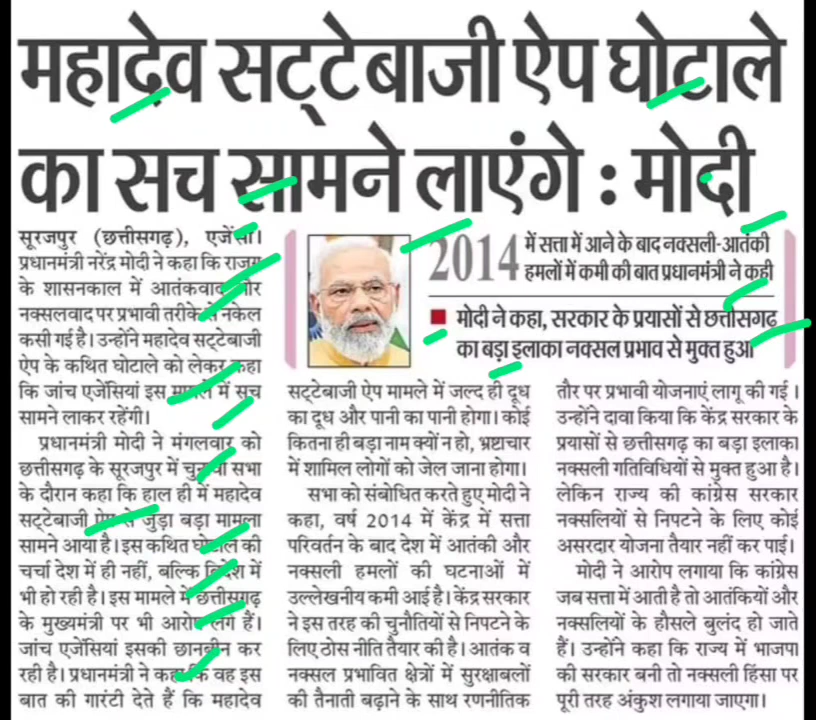 महादेव सट्टेबाजी ऐप घोटाले
का सच सामने लाएंगे : मोदी
सूरजपुर (छत्तीसगढ़), एजेंसी।
प्रधानमंत्री नरेंद्र मोदी ने कहा कि राजग
के शासनकाल में आतंकवाद और
नक्सलवाद पर प्रभावी तरीके से नकेल
कसी गई है। उन्होंने महादेव सट्टेबाजी
ऐप के कथित घोटाले को लेकर कहा
कि जांच एजेंसियां इस मामले में सच
सामने लाकर रहेंगी।
प्रधानमंत्री मोदी ने मंगलवार को
छत्तीसगढ़ के सूरजपुर में चुनावी सभा
के दौरान कहा कि हाल ही में महादेव
सट्टेबाजी ऐप से जुड़ा बड़ा मामला
सामने आया है। इस कथित घोटाले की
चर्चा देश में ही नहीं, बल्कि विदेश में
भी हो रही है। इस मामले में छत्तीसगढ़
के मुख्यमंत्री पर भी आरोप लगे हैं।
जांच एजेंसियां इसकी छानबीन कर
रही है। प्रधानमंत्री ने कहा कि वह इस
बात की गारंटी देते हैं कि महादेव
2014 में सत्ता में आने के बाद नक्सली-आतंकी
हमलों में कमी की बात प्रधानमंत्री ने कही
मोदी ने कहा, सरकार के प्रयासों से छत्तीसगढ़
का बड़ा इलाका नक्सल प्रभाव से मुक्त हुआ
सट्टेबाजी ऐप मामले में जल्द ही दूध
का दूध और पानी का पानी होगा। कोई
कितना ही बड़ा नाम क्यों न हो, भ्रष्टाचार
में शामिल लोगों को जेल जाना होगा।
सभा को संबोधित करते हुए मोदी ने
कहा, वर्ष 2014 में केंद्र में सत्ता
परिवर्तन के बाद देश में आतंकी और
नक्सली हमलों की घटनाओं में
उल्लेखनीय कमी आई है। केंद्र सरकार
ने इस तरह की चुनौतियों से निपटने के
लिए ठोस नीति तैयार की है। आतंक व
नक्सल प्रभावित क्षेत्रों में सुरक्षाबलों
की तैनाती बढ़ाने के साथ रणनीतिक
तौर पर प्रभावी योजनाएं लागू की गई।
उन्होंने दावा किया कि केंद्र सरकार के
प्रयासों से छत्तीसगढ़ का बड़ा इलाका
नक्सली गतिविधियों से मुक्त हुआ है।
लेकिन राज्य की कांग्रेस सरकार
नक्सलियों से निपटने के लिए कोई
असरदार योजना तैयार नहीं कर पाई।
मोदी ने आरोप लगाया कि कांग्रेस
जब सत्ता में आती है तो आतंकियों और
नक्सलियों के हौसले बुलंद हो जाते
हैं। उन्होंने कहा कि राज्य में भाजपा
की सरकार बनी तो नक्सली हिंसा पर
पूरी तरह अंकुश लगाया जाएगा।